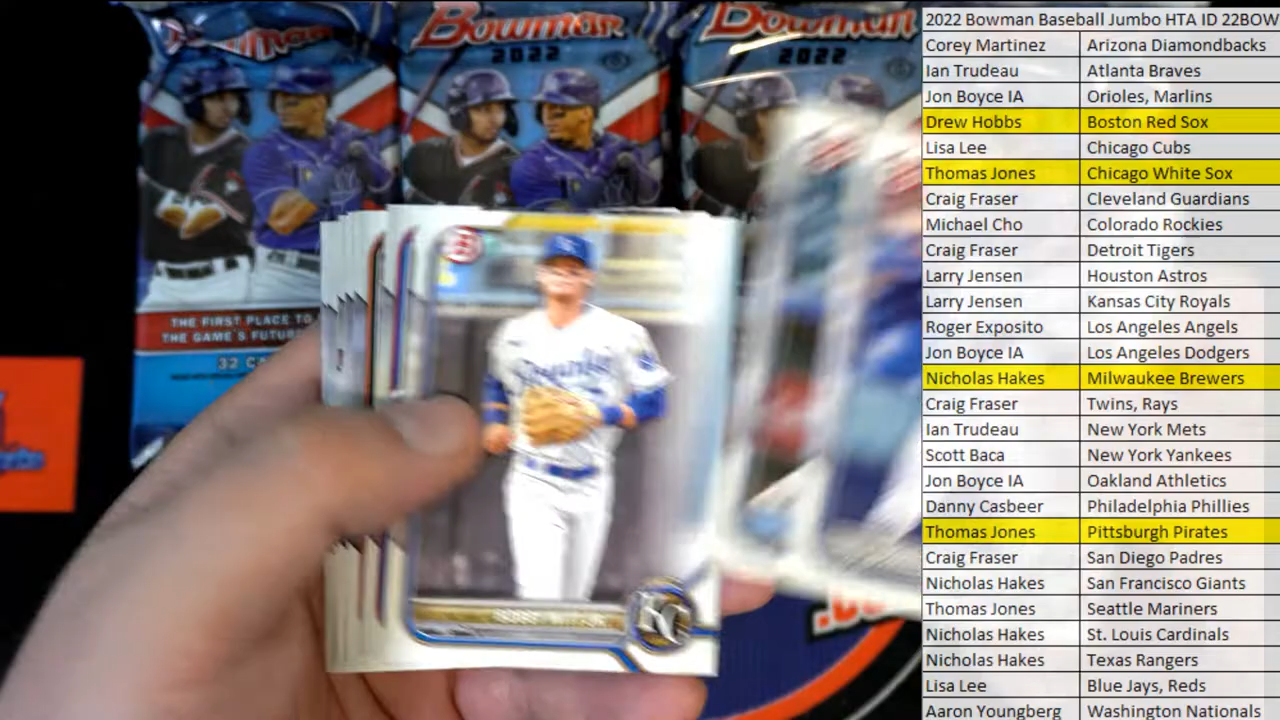 Bowman
2022
Bowman
2022
Bowman
THE FIRST PLACE TO
THE GAME'S FUTUR
32 CA
Royals
KC
2022 Bowman Baseball Jumbo HTA ID 22BOW
Corey Martinez Arizona Diamondbacks
Ian Trudeau Atlanta Braves
Jon Boyce IA Orioles, Marlins
Drew Hobbs Boston Red Sox
Lisa Lee Chicago Cubs
Thomas Jones Chicago White Sox
Craig Fraser Cleveland Guardians
Michael Cho Colorado Rockies
Craig Fraser Detroit Tigers
Larry Jensen Houston Astros
Larry Jensen Kansas City Royals
Roger Exposito Los Angeles Angels
Jon Boyce IA Los Angeles Dodgers
Nicholas Hakes Milwaukee Brewers
Craig Fraser Twins, Rays
Ian Trudeau New York Mets
Scott Baca New York Yankees
Jon Boyce IA Oakland Athletics
Danny Casbeer Philadelphia Phillies
Thomas Jones Pittsburgh Pirates
Craig Fraser San Diego Padres
Nicholas Hakes San Francisco Giants
Thomas Jones Seattle Mariners
Nicholas Hakes St. Louis Cardinals
Nicholas Hakes Texas Rangers
Lisa Lee Blue Jays, Reds
Aaron Youngberg Washington Nationals